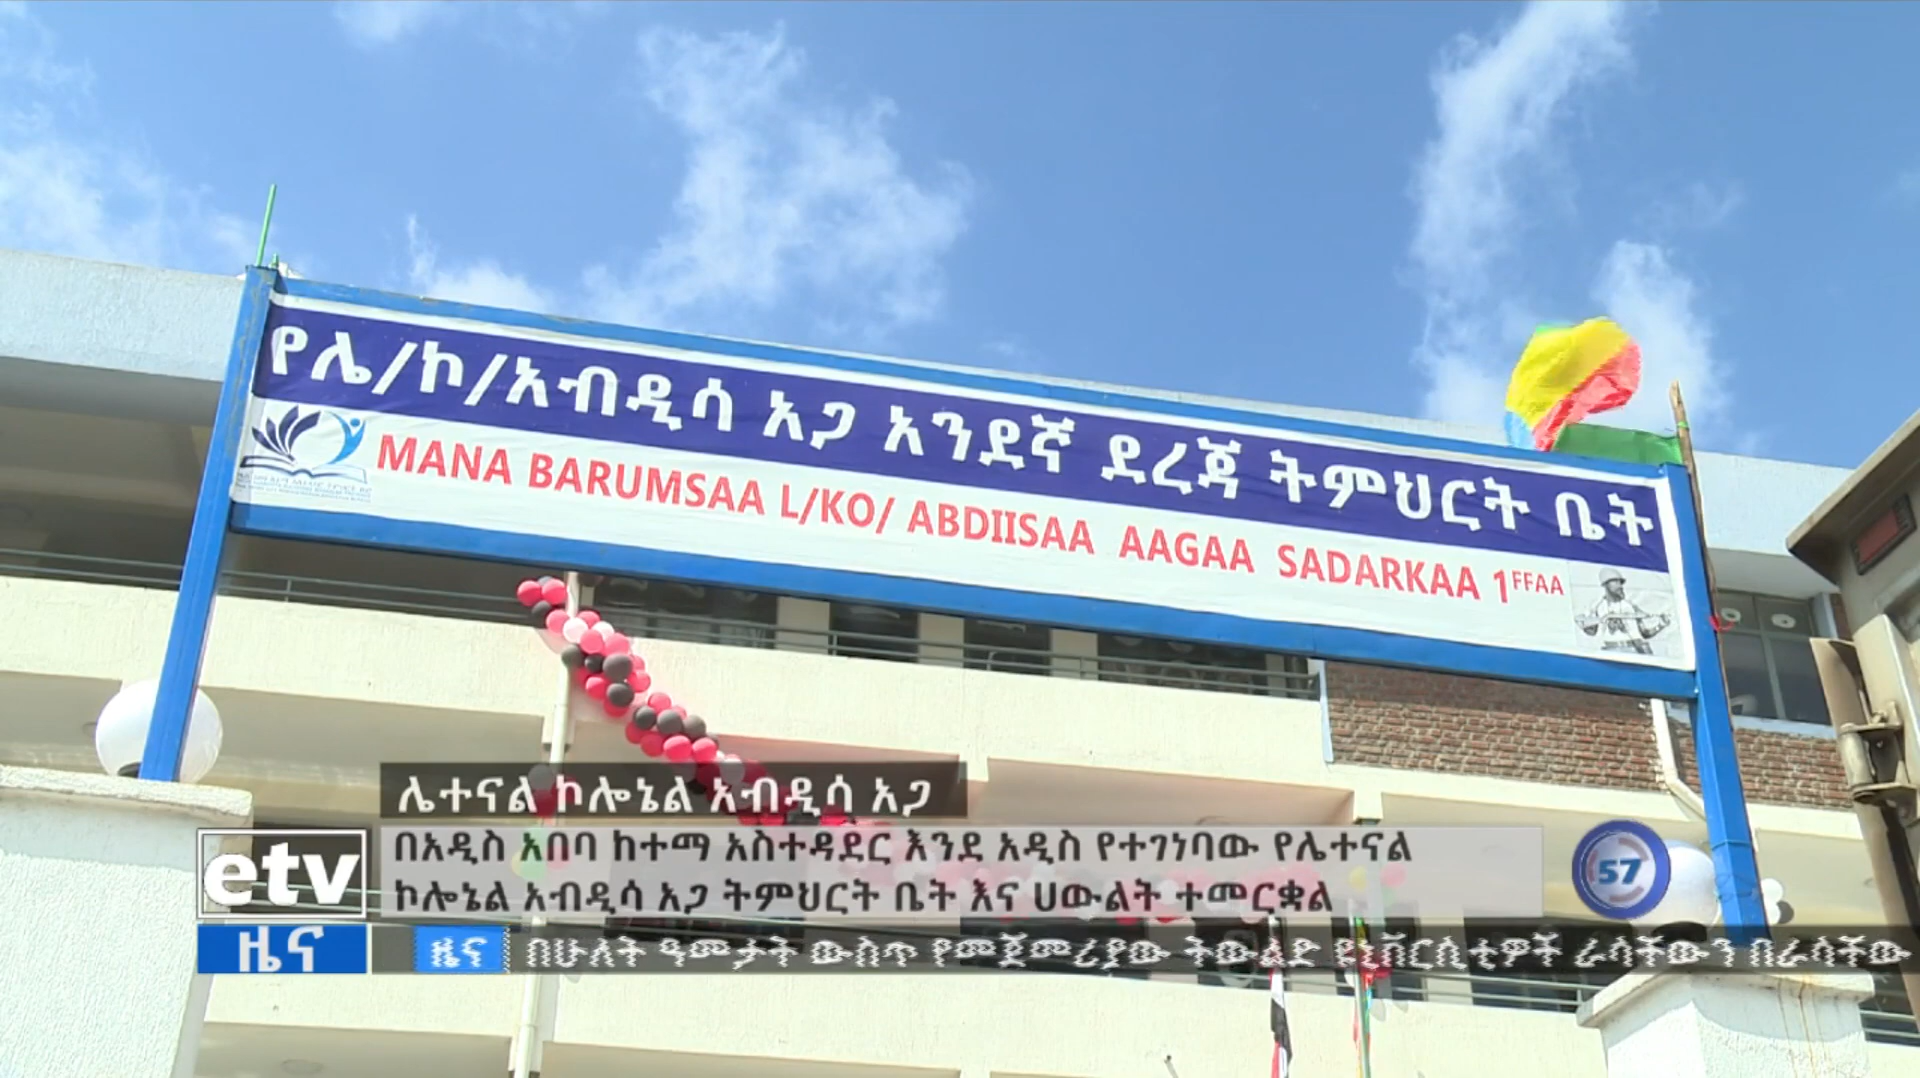 የሌ/ኮ/አብዲሳ አጋ አንደኛ ደረጃ ትምህርት ቤት
MANA BARUMSAA L/KO/ ABDIISAA AAGAA SADARKAA 1FFAA
ሌተናል ኮሎኔል አብዲሳ አጋ
etv
በአዲስ አበባ ከተማ አስተዳደር እንደ አዲስ የተገነባው የሌተናል
ኮሎኔል አብዲሳ አጋ ትምህርት ቤት እና ሀውልት ተመርቋል
57
ዜና
ዜና በሁለት ዓመታት ውስጥ የመጀመሪያው ትውልድ ዩኒቨርሲቲዎች ራሳቸውን በራሳቸው